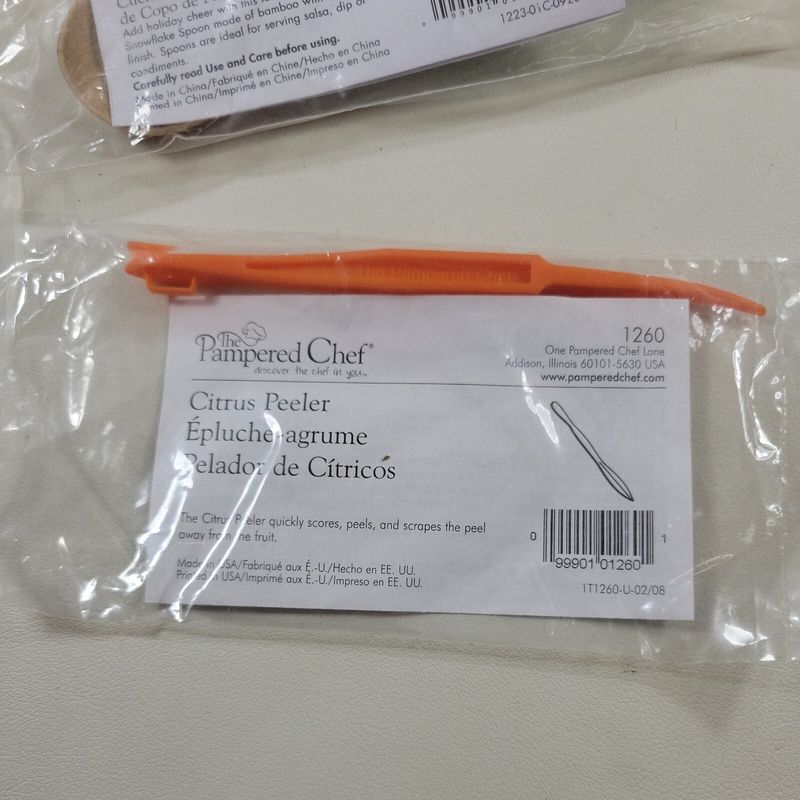 de Copo de
Add holiday cheer with this
Snowflake Spoon made of bamboo with
finish. Spoons are ideal for serving salsa, dip or
condiments.
Carefully read Use and Care before using.
Made in China/Fabriqué en Chine/Hecho en China
Printed in China/Imprimé en Chine/Impreso en China
The Pampered Chef
The
Pampered Chef®
discover the chef in you™
1260
One Pampered Chef Lane
Addison, Illinois 60101-5630 USA
www.pamperedchef.com
Citrus Peeler
Épluche-agrume
Pelador de Cítricos
The Citrus Peeler quickly scores, peels, and scrapes the peel
away from the fruit.
Made in USA/Fabriqué aux É.-U./Hecho en EE. UU.
Printed in USA/Imprimé aux É.-U./Impreso en EE. UU.
0 99901 01260 1
1T1260-U-02/08